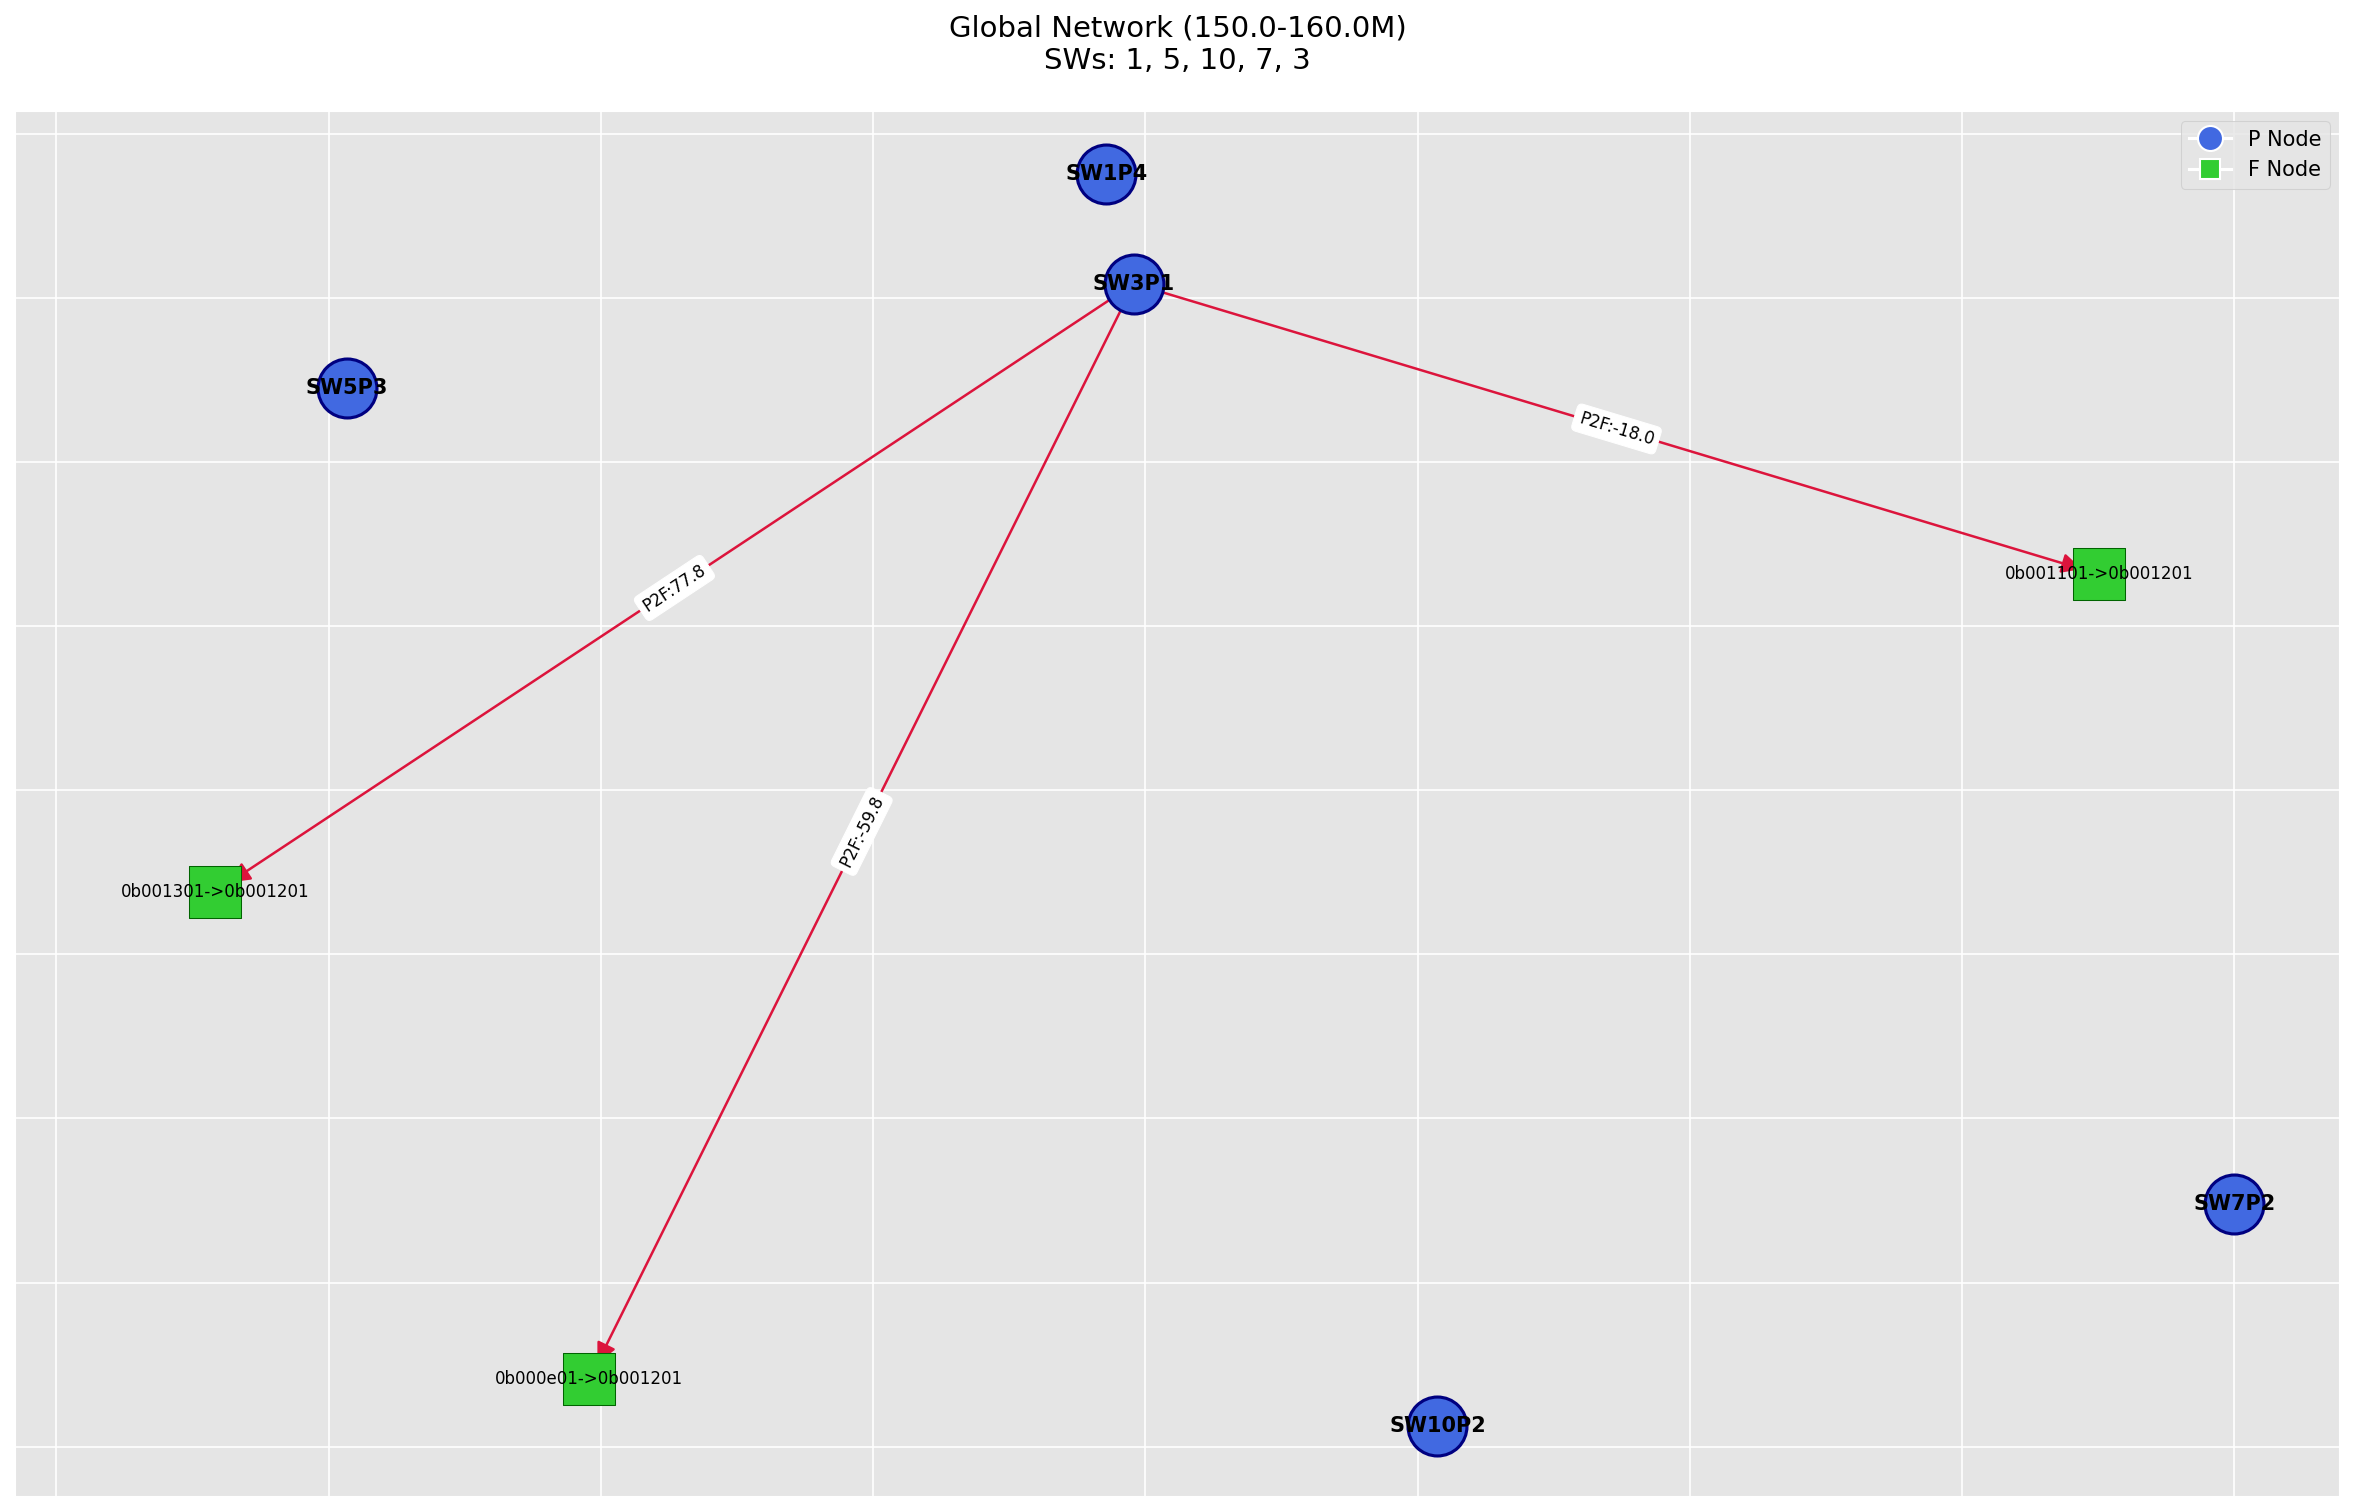 Global Network (150.0-160.0M)
SWs: 1, 5, 10, 7, 3
P Node
F Node
SW1P4
SW3P1
SW5P3
P2F:-18.0
P2F:77.8
0b001101->0b001201
P2F:-59.8
0b001301->0b001201
SW7P2
0b000e01->0b001201
SW10P2